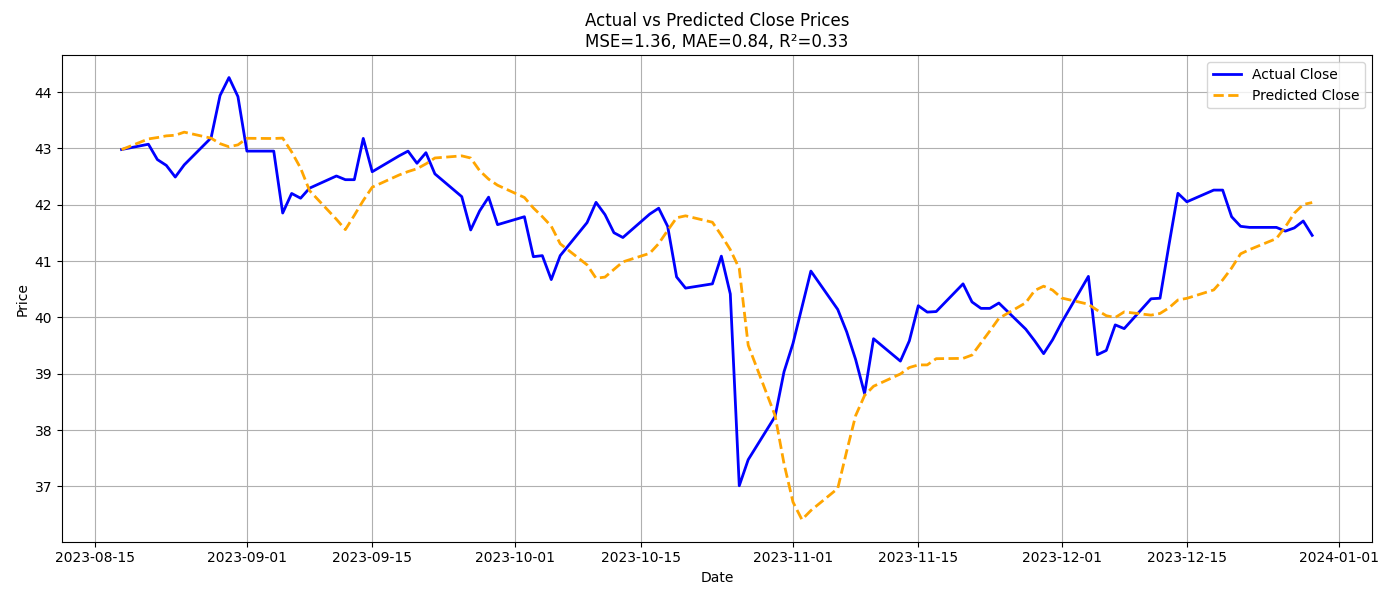 Actual vs Predicted Close Prices
MSE=1.36, MAE=0.84, R²=0.33
Actual Close
Predicted Close
Price
44
43
42
41
40
39
38
37
2023-08-15 2023-09-01 2023-09-15 2023-10-01 2023-10-15 2023-11-01 2023-11-15 2023-12-01 2023-12-15 2024-01-01
Date